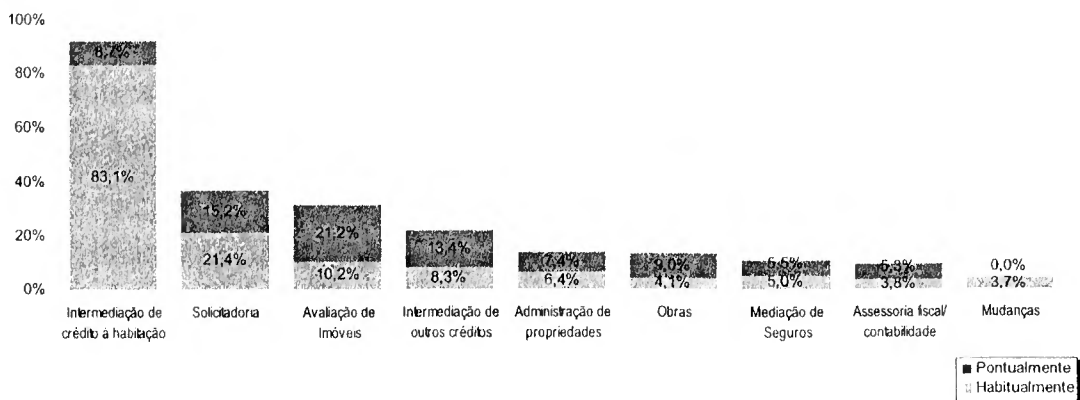 100%
8,7%
80%
60%
83,1%
40%
15,2%
21,2%
20%
13,4%
21,4%
7,4%
9,0%
5,5%
5,3%
0,0%
10,2%
8,3%
6,4%
4,1%
5,0%
3,8%
3,7%
0%
Intermediação de crédito à habitação
Solicitadoria
Avaliação de Imóveis
Intermediação de outros créditos
Administração de propriedades
Obras
Mediação de Seguros
Assessoria fiscal/ contabilidade
Mudanças
Pontualmente
Habitualmente